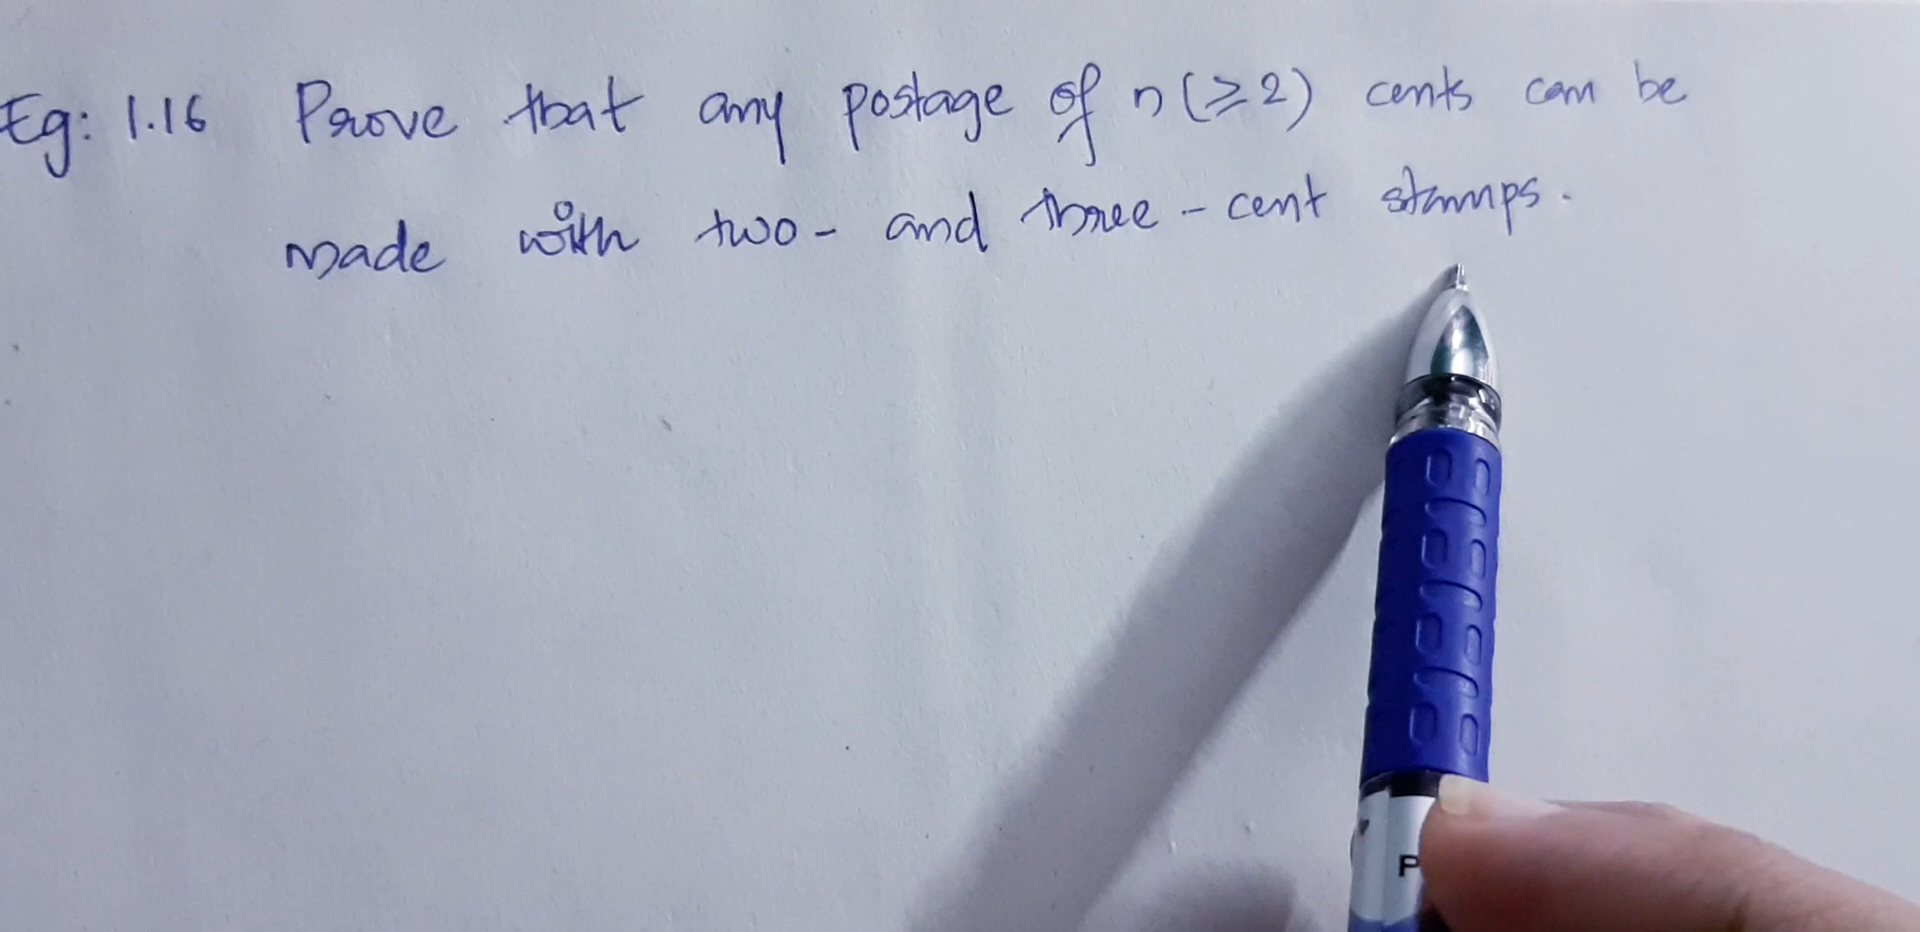 Eg: 1.16 Prove that any postage of n (≥ 2) cents can be
made with two- and three-cent stamps.
P